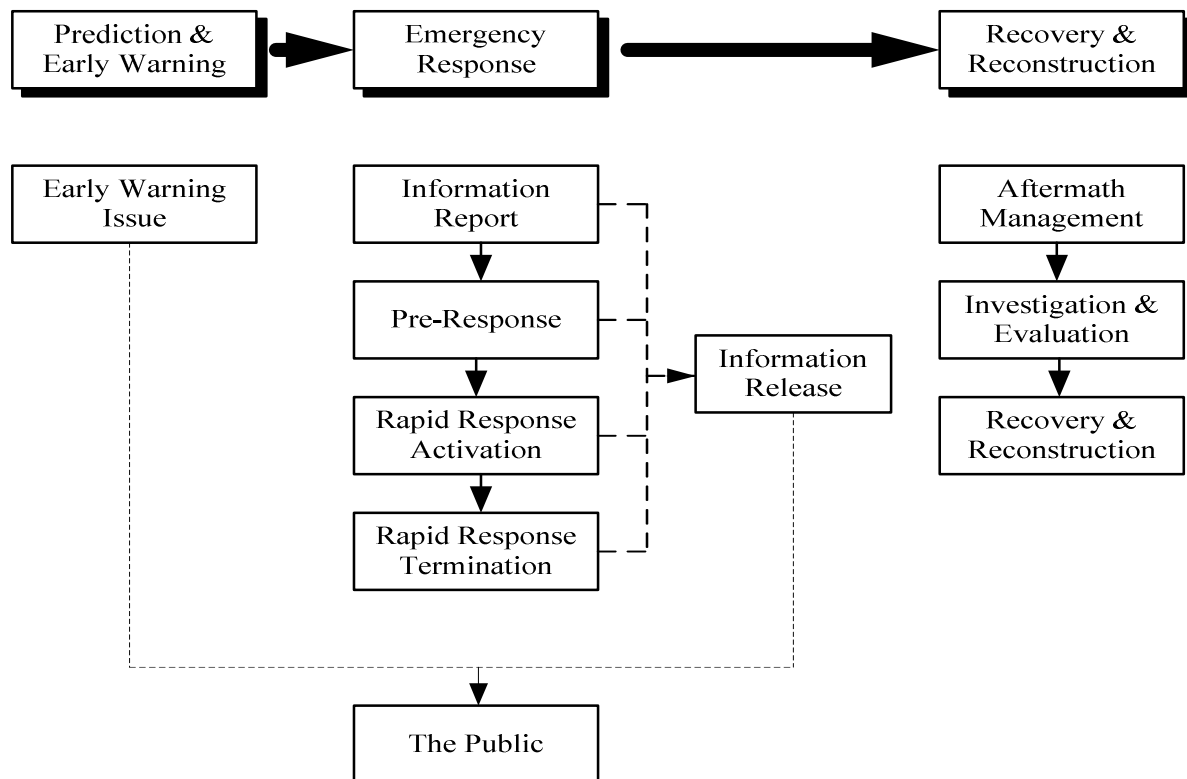 Prediction &
Early Warning
Emergency
Response
Recovery &
Reconstruction
Early Warning
Issue
Information
Report
Pre-Response
Rapid Response
Activation
Rapid Response
Termination
Information
Release
Aftermath
Management
Investigation &
Evaluation
Recovery &
Reconstruction
The Public